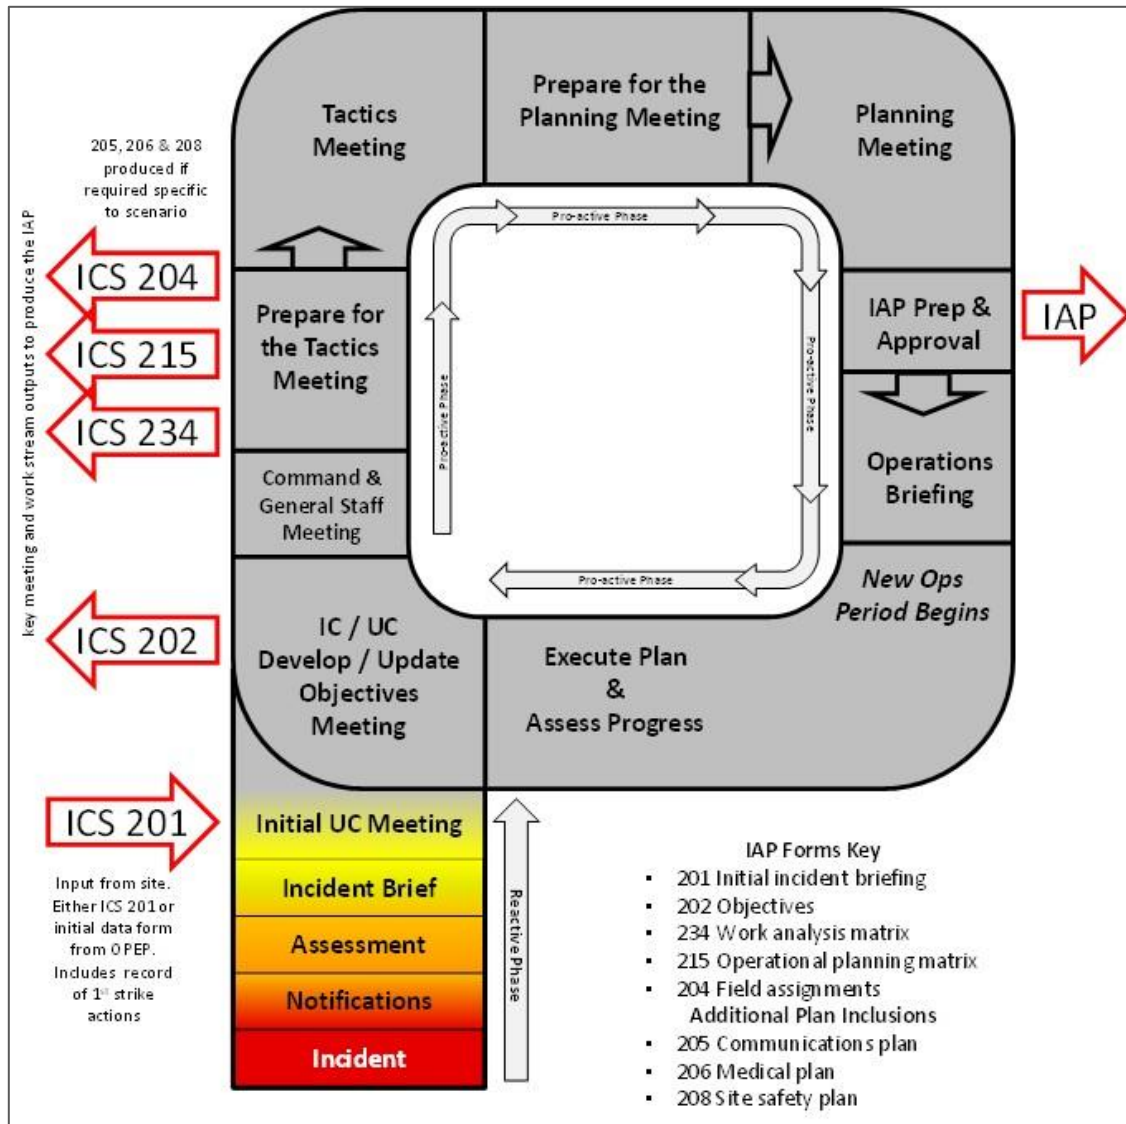 Tactics
Meeting
Prepare for the
Planning Meeting
Planning
Meeting
205, 206 & 208
produced if
required specific
to scenario
key meeting and work stream outputs to produce the IAP
ICS 204
ICS 215
ICS 234
ICS 202
ICS 201
Prepare for
the Tactics
Meeting
Command &
General Staff
Meeting
IC / UC
Develop / Update
Objectives
Meeting
Pro-active Phase
Pro-active Phase
Pro-active Phase
Pro-active Phase
IAP Prep &
Approval
IAP
Operations
Briefing
New Ops
Period Begins
Execute Plan
&
Assess Progress
Initial UC Meeting
Incident Brief
Assessment
Notifications
Incident
Reactive Phase
Input from site.
Either ICS 201 or
initial data form
from OPEP.
Includes record
of 1st strike
actions
IAP Forms Key
▪ 201 Initial incident briefing
▪ 202 Objectives
▪ 234 Work analysis matrix
▪ 215 Operational planning matrix
▪ 204 Field assignments
Additional Plan Inclusions
▪ 205 Communications plan
▪ 206 Medical plan
▪ 208 Site safety plan